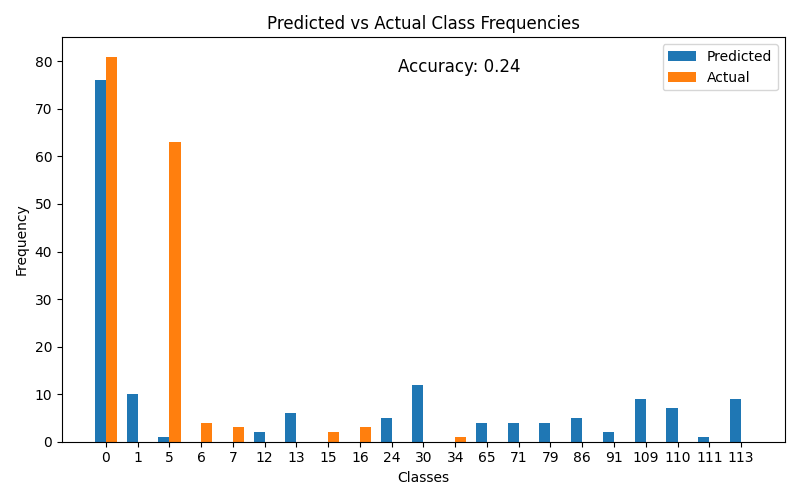 Predicted vs Actual Class Frequencies
Accuracy: 0.24
Predicted
Actual
80
70
60
50
40
30
20
10
0
Frequency
0 1 5 6 7 12 13 15 16 24 30 34 65 71 79 86 91 109 110 111 113
Classes